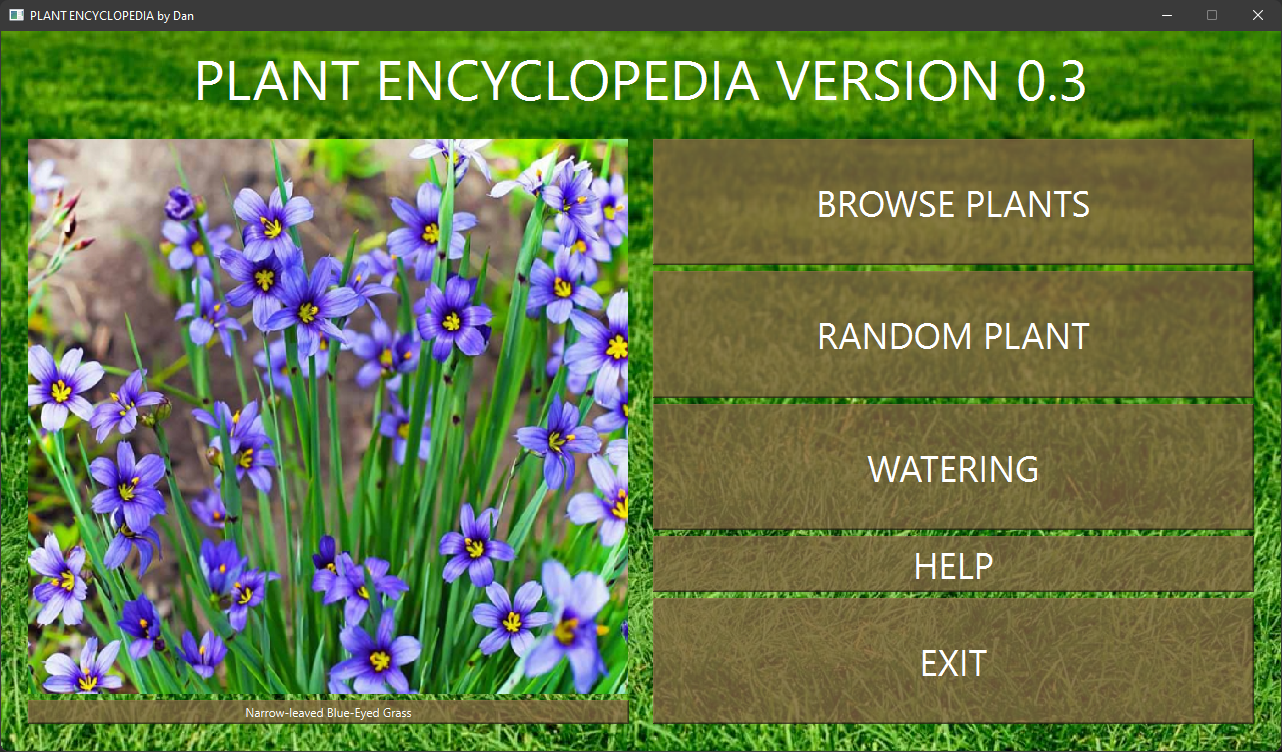 PLANT ENCYCLOPEDIA by Dan
PLANT ENCYCLOPEDIA VERSION 0.3
BROWSE PLANTS
RANDOM PLANT
WATERING
HELP
EXIT
Narrow-leaved Blue-Eyed Grass